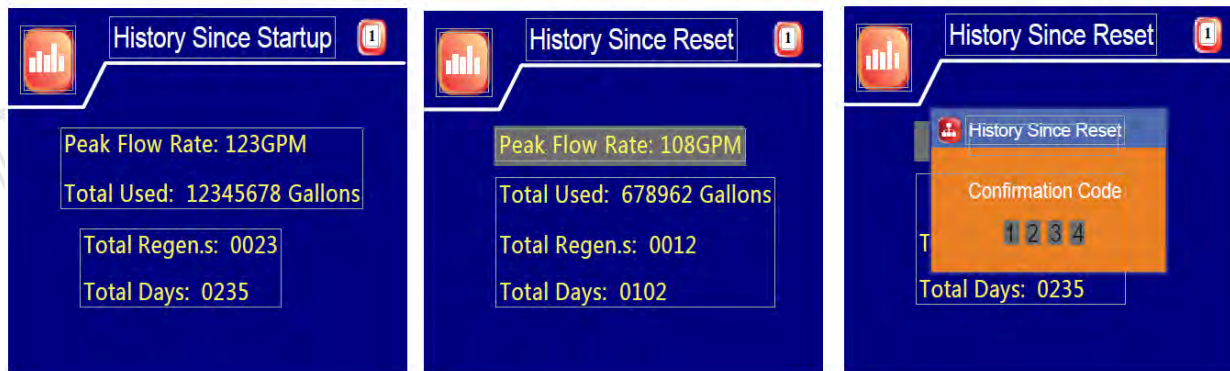 History Since Startup
1
Peak Flow Rate: 123GPM
Total Used: 12345678 Gallons
Total Regen.s: 0023
Total Days: 0235
History Since Reset
1
Peak Flow Rate: 108GPM
Total Used: 678962 Gallons
Total Regen.s: 0012
Total Days: 0102
History Since Reset
1
History Since Reset
Confirmation Code
1 2 3 4
T
Total Days: 0235